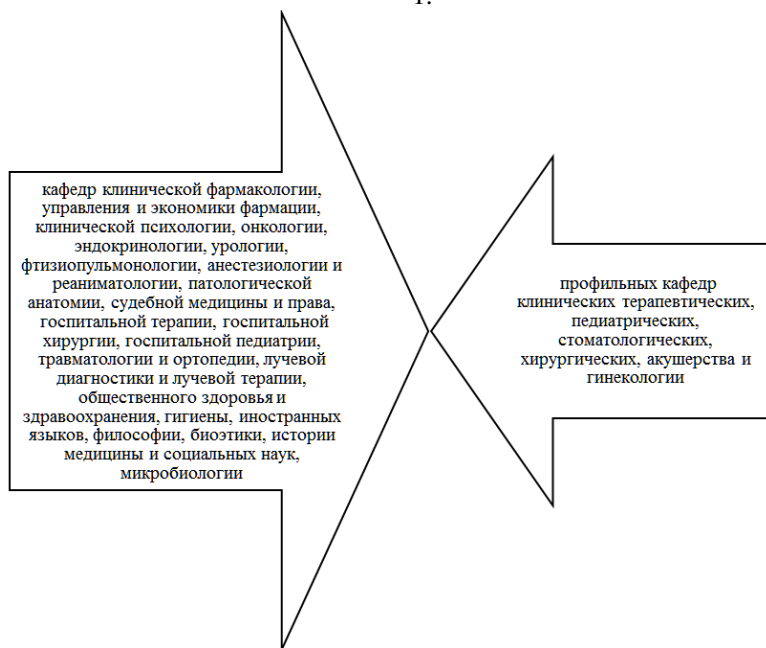 1.
кафедр клинической фармакологии,
управления и экономики фармации,
клинической психологии, онкологии,
эндокринологии, урологии,
фтизиопульмонологии, анестезиологии и
реаниматологии, патологической
анатомии, судебной медицины и права,
госпитальной терапии, госпитальной
хирургии, госпитальной педиатрии,
травматологии и ортопедии, лучевой
диагностики и лучевой терапии,
общественного здоровья и
здравоохранения, гигиены, иностранных
языков, философии, биоэтики, истории
медицины и социальных наук,
микробиологии
профильных кафедр
клинических терапевтических,
педиатрических,
стоматологических,
хирургических, акушерства и
гинекологии